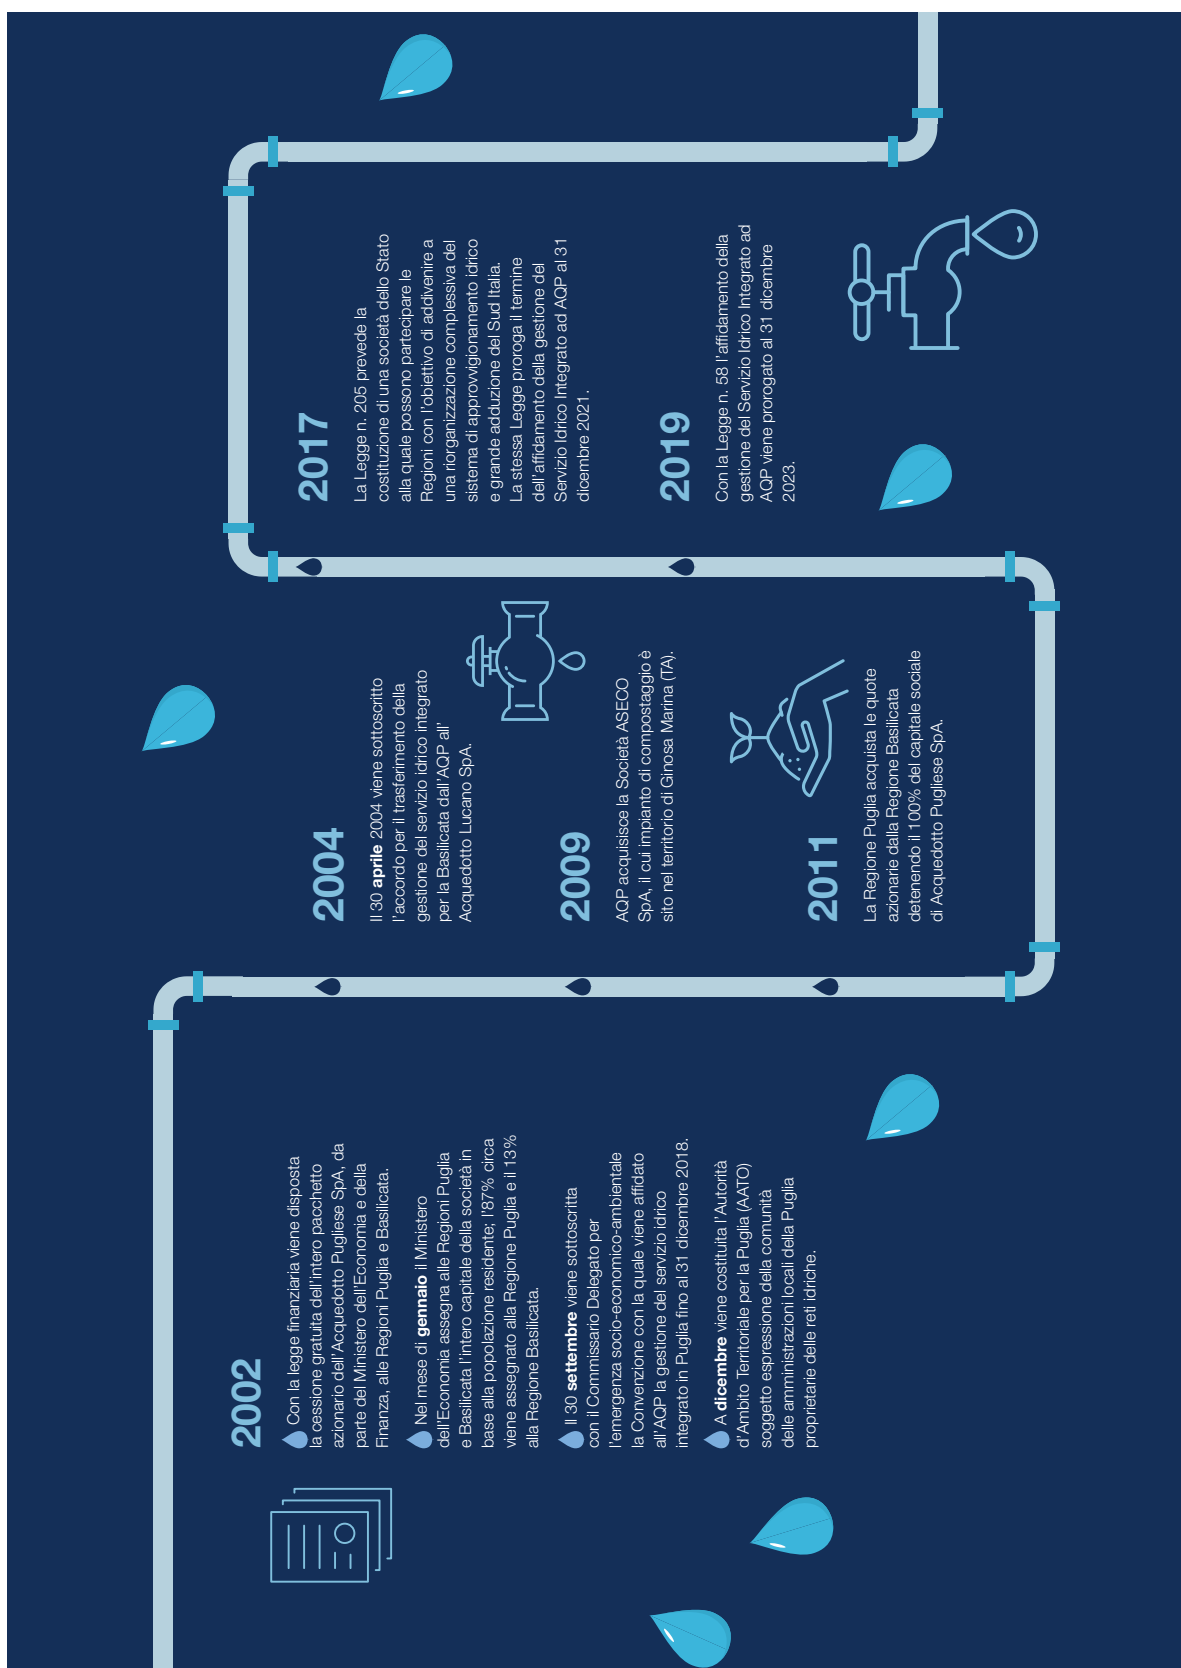 2002
Con la legge finanziaria viene disposta
la cessione gratuita dell'intero pacchetto
azionario dell'Acquedotto Pugliese SpA, da
parte del Ministero dell'Economia e della
Finanza, alle Regioni Puglia e Basilicata.
Nel mese di gennaio il Ministero
dell'Economia assegna alle Regioni Puglia
e Basilicata l'intero capitale della società in
base alla popolazione residente; l'87% circa
viene assegnato alla Regione Puglia e il 13%
alla Regione Basilicata.
Il 30 settembre viene sottoscritta
con il Commissario Delegato per
l'emergenza socio-economico-ambientale
la Convenzione con la quale viene affidato
all'AQP la gestione del servizio idrico
integrato in Puglia fino al 31 dicembre 2018.
A dicembre viene costituita l'Autorità
d'Ambito Territoriale per la Puglia (AATO)
soggetto espressione della comunità
delle amministrazioni locali della Puglia
proprietarie delle reti idriche.
2004
Il 30 aprile 2004 viene sottoscritto
l'accordo per il trasferimento della
gestione del servizio idrico integrato
per la Basilicata dall'AQP all'
Acquedotto Lucano SpA.
2009
AQP acquisisce la Società ASECO
SpA, il cui impianto di compostaggio è
sito nel territorio di Ginosa Marina (TA).
2011
La Regione Puglia acquista le quote
azionarie dalla Regione Basilicata
detenendo il 100% del capitale sociale
di Acquedotto Pugliese SpA.
2017
La Legge n. 205 prevede la
costituzione di una società dello Stato
alla quale possono partecipare le
Regioni con l'obiettivo di addivenire a
una riorganizzazione complessiva del
sistema di approvvigionamento idrico
e grande adduzione del Sud Italia.
La stessa Legge proroga il termine
dell'affidamento della gestione del
Servizio Idrico Integrato ad AQP al 31
dicembre 2021.
2019
Con la Legge n. 58 l'affidamento della
gestione del Servizio Idrico Integrato ad
AQP viene prorogato al 31 dicembre
2023.